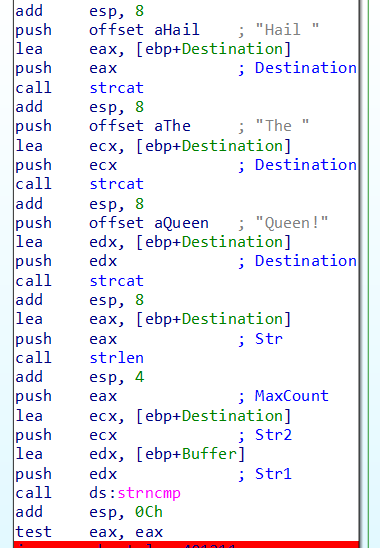 add     esp, 8
push    offset aHail    ; "Hail "
lea     eax, [ebp+Destination]
push    eax             ; Destination
call    strcat
add     esp, 8
push    offset aThe     ; "The "
lea     ecx, [ebp+Destination]
push    ecx             ; Destination
call    strcat
add     esp, 8
push    offset aQueen   ; "Queen!"
lea     edx, [ebp+Destination]
push    edx             ; Destination
call    strcat
add     esp, 8
lea     eax, [ebp+Destination]
push    eax             ; Str
call    strlen
add     esp, 4
push    eax             ; MaxCount
lea     ecx, [ebp+Destination]
push    ecx             ; Str2
lea     edx, [ebp+Buffer]
push    edx             ; Str1
call    ds:strncmp
add     esp, 0Ch
test    eax, eax